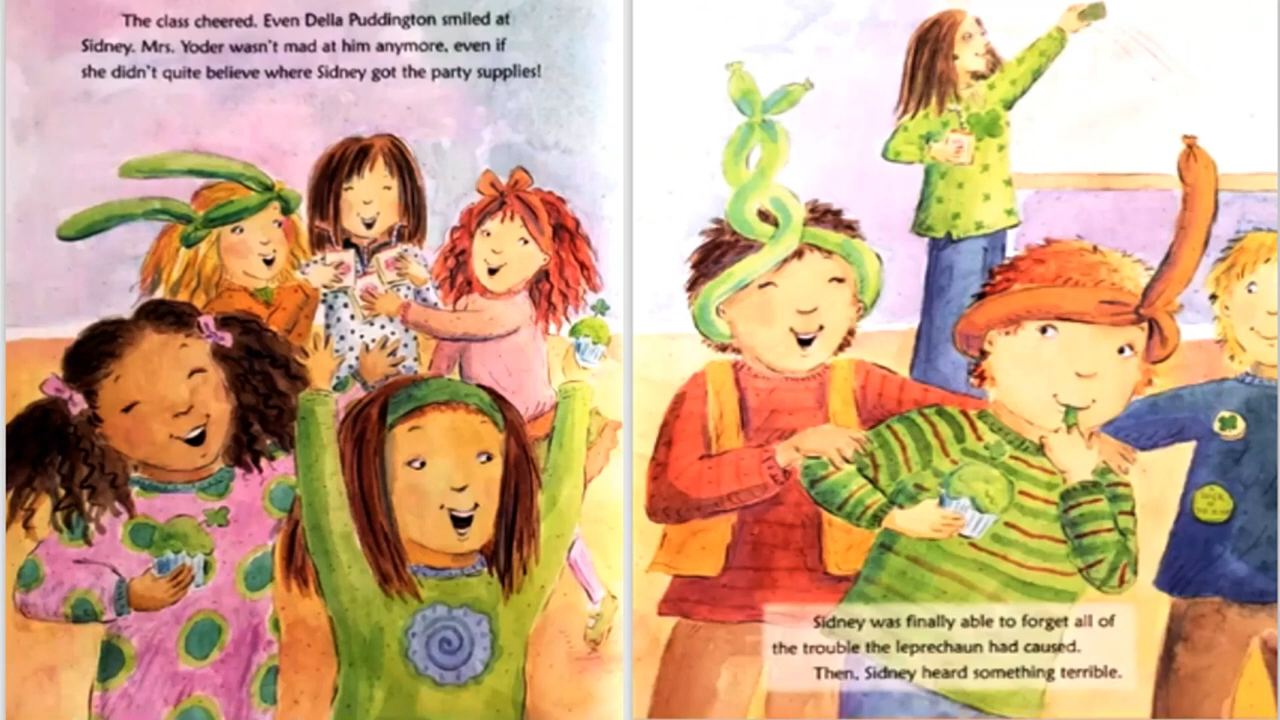 The class cheered. Even Della Puddington smiled at
Sidney. Mrs. Yoder wasn't mad at him anymore, even if
she didn't quite believe where Sidney got the party supplies!
Sidney was finally able to forget all of
the trouble the leprechaun had caused.
Then, Sidney heard something terrible.